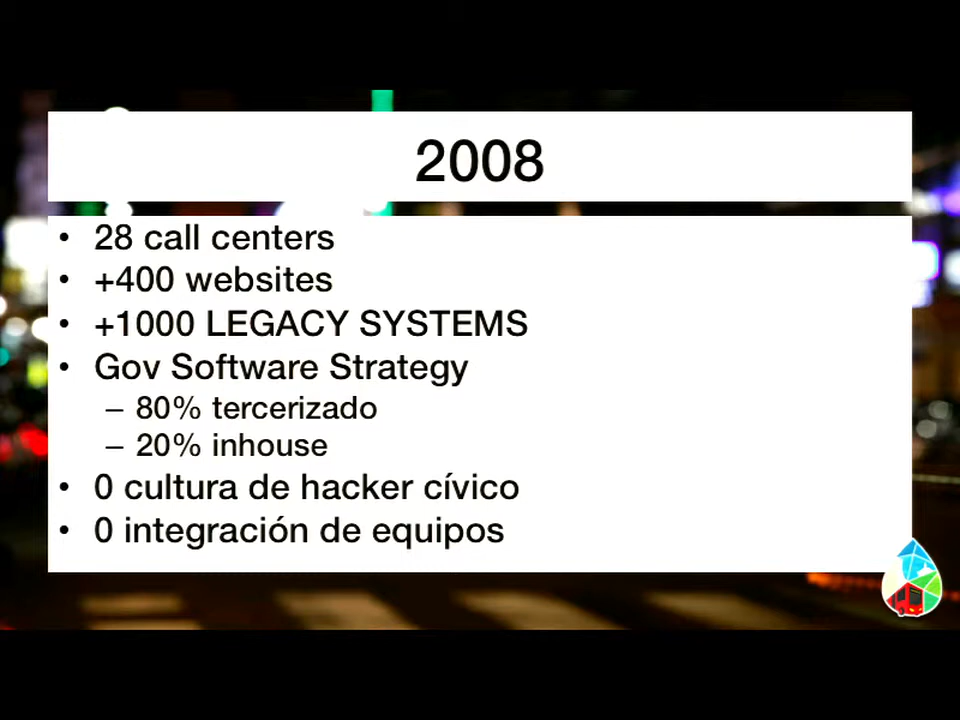 2008
• 28 call centers
• +400 websites
• +1000 LEGACY SYSTEMS
• Gov Software Strategy
– 80% tercerizado
– 20% inhouse
• 0 cultura de hacker cívico
• 0 integración de equipos